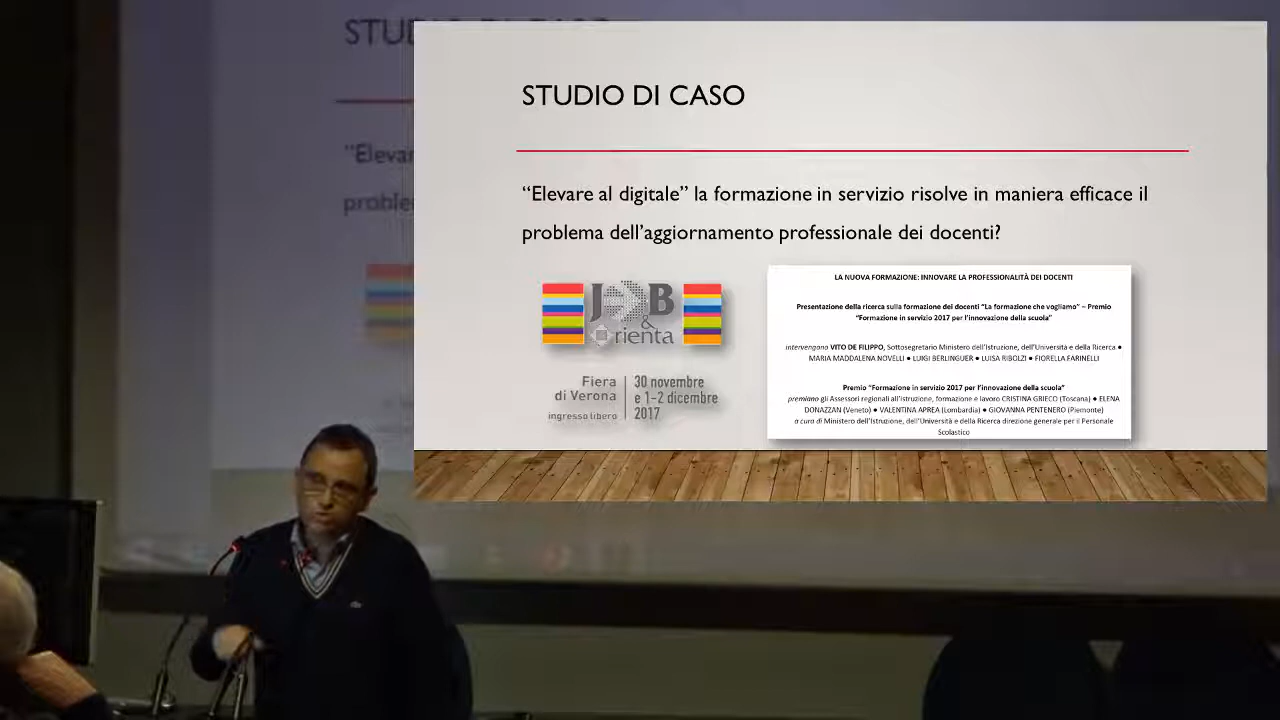 STUDIO DI CASO
“Elevare al digitale” la formazione in servizio risolve in maniera efficace il
problema dell’aggiornamento professionale dei docenti?
JOB
&
Orienta
Fiera
di Verona
ingresso libero
30 novembre
e 1-2 dicembre
2017
LA NUOVA FORMAZIONE: INNOVARE LA PROFESSIONALITÀ DEI DOCENTI
Presentazione della ricerca sulla formazione dei docenti “La formazione che vogliamo” – Premio
“Formazione in servizio 2017 per l’innovazione della scuola”
intervengono VITO DE FILIPPO, Sottosegretario Ministero dell’Istruzione, dell’Università e della Ricerca ●
MARIA MADDALENA NOVELLI ● LUIGI BERLINGUER ● LUISA RIBOLZI ● FIORELLA FARINELLI
Premio “Formazione in servizio 2017 per l’innovazione della scuola”
premiano gli Assessori regionali all’istruzione, formazione e lavoro CRISTINA GRIECO (Toscana) ● ELENA
DONAZZAN (Veneto) ● VALENTINA APREA (Lombardia) ● GIOVANNA PENTENERO (Piemonte)
a cura di Ministero dell’Istruzione, dell’Università e della Ricerca direzione generale per il Personale
Scolastico
STU
“Elevar
proble